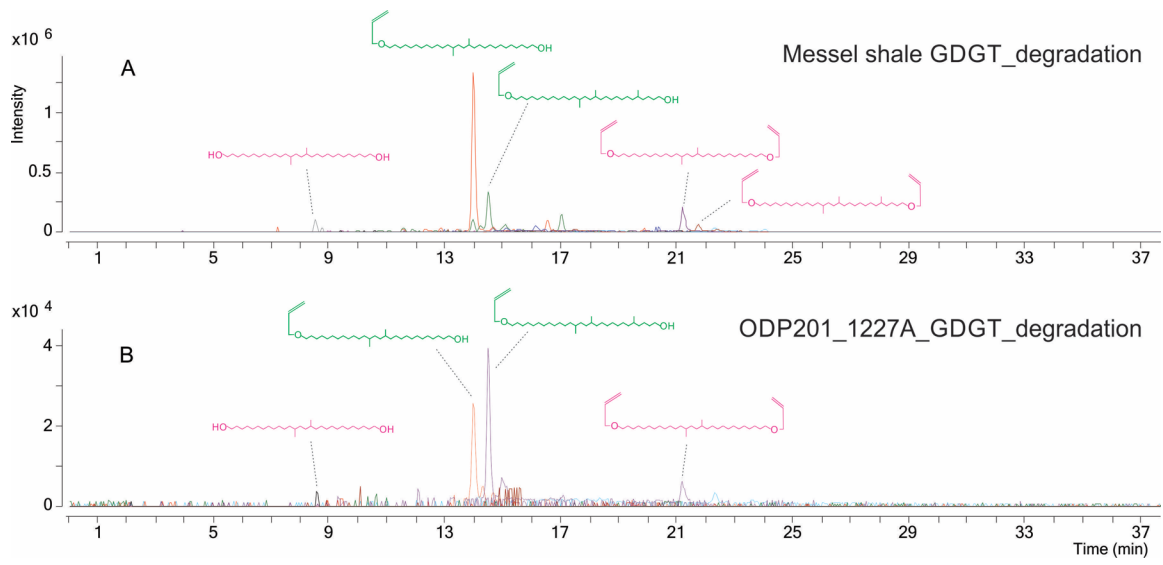 x10 ⁶
A
Messel shale GDGT_degradation
O
OH
O
OH
Intensity
1
0.5
0
HO
OH
O
O
O
O
1 5 9 13 17 21 25 29 33 37
x10 ⁴
B
ODP201_1227A_GDGT_degradation
O
OH
O
OH
4
2
0
HO
OH
O
O
1 5 9 13 17 21 25 29 33 37
Time (min)